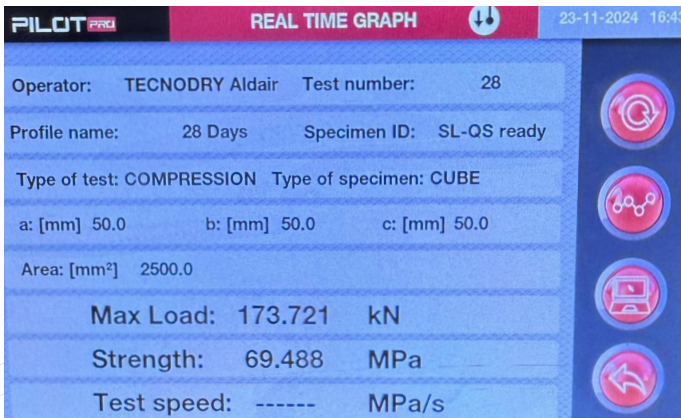 PILOT PRO REAL TIME GRAPH 23-11-2024 16:43
Operator: TECNODRY Aldair Test number: 28
Profile name: 28 Days Specimen ID: SL-QS ready
Type of test: COMPRESSION Type of specimen: CUBE
a: [mm] 50.0 b: [mm] 50.0 c: [mm] 50.0
Area: [mm²] 2500.0
Max Load: 173.721 kN
Strength: 69.488 MPa
Test speed: ------ MPa/s